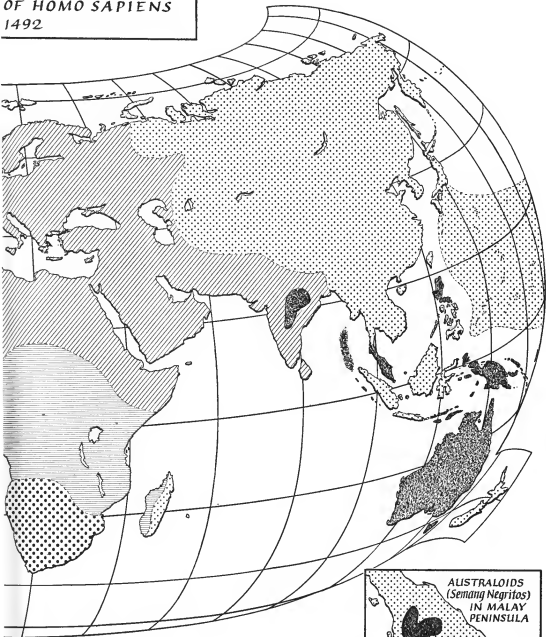 OF HOMO SAPIENS
1492
AUSTRALOIDS
(Semang Negritos)
IN MALAY
PENINSULA